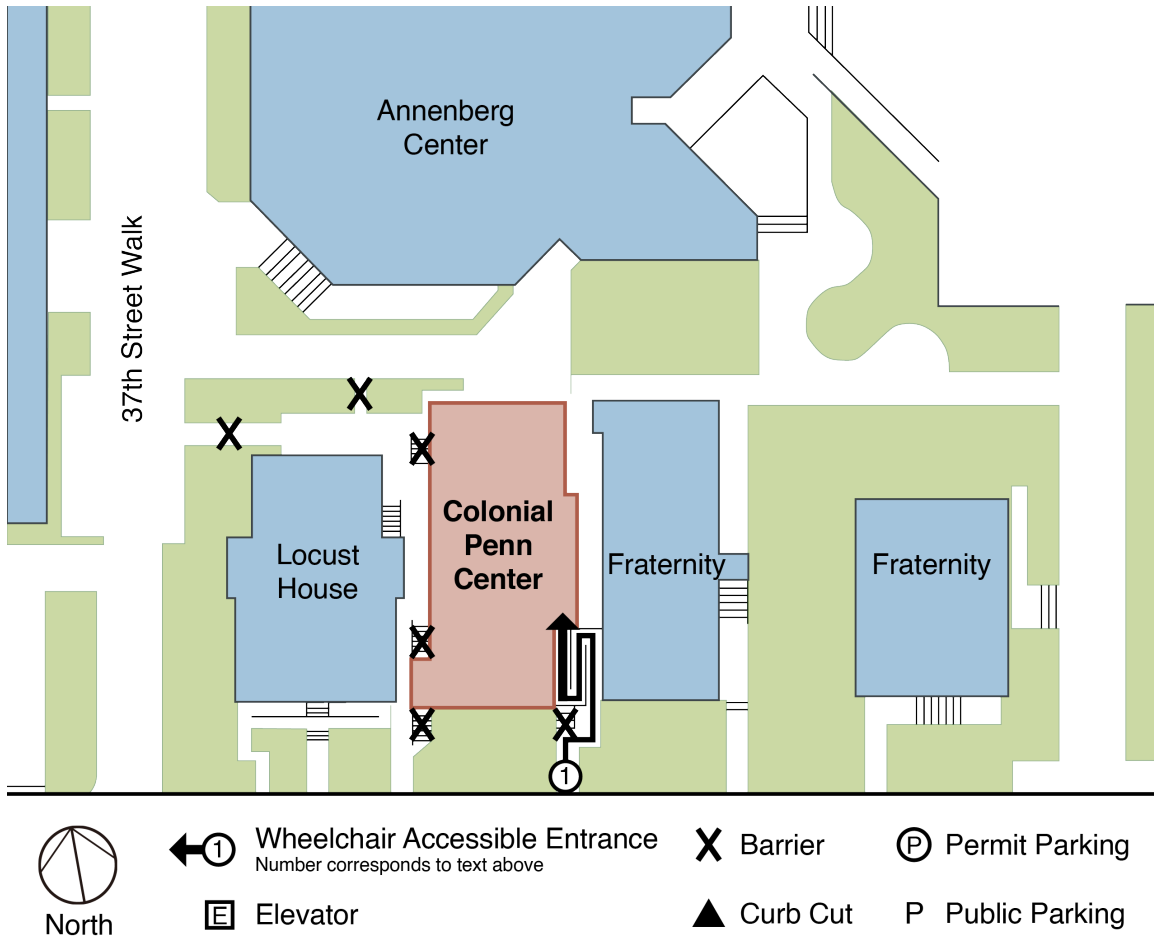 Annenberg
Center
37th Street Walk
Colonial
Penn
Center
Locust
House
Fraternity
Fraternity
1
1
Wheelchair Accessible Entrance
Number corresponds to text above
Barrier
P
Permit Parking
North
E
Elevator
Curb Cut
P
Public Parking